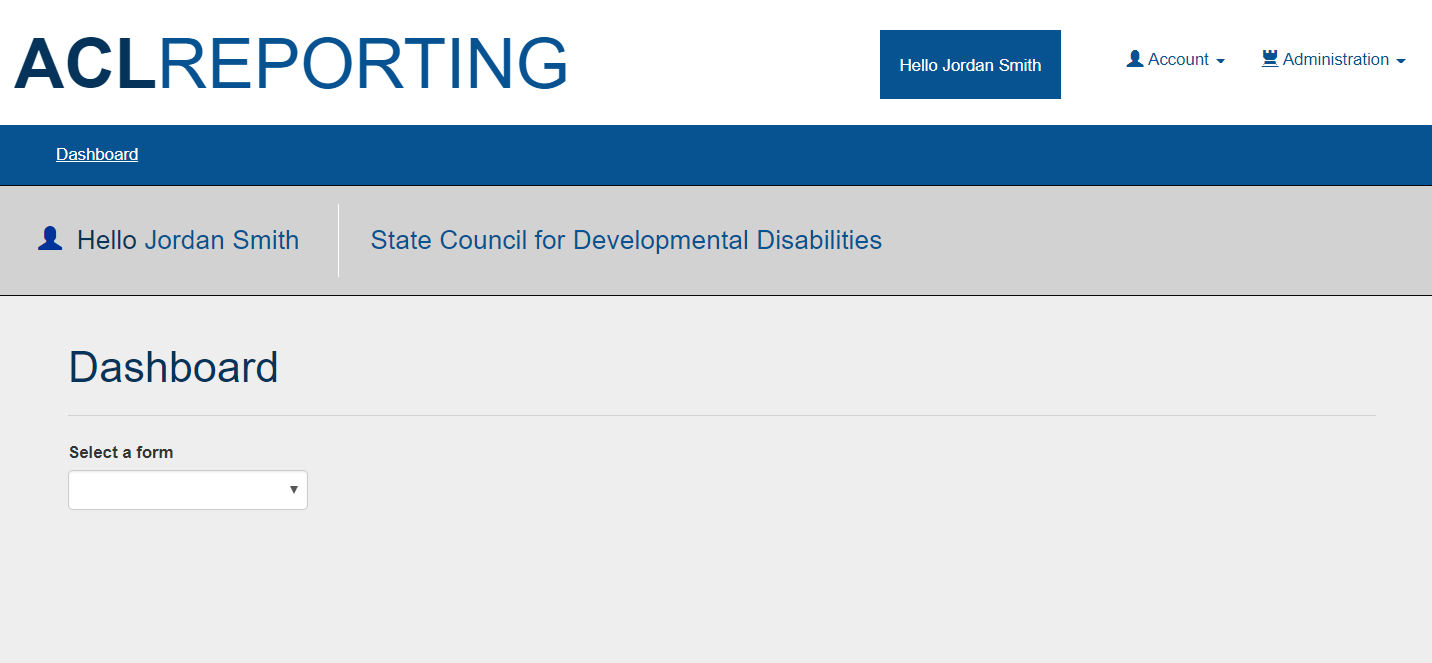 ACLREPORTING
Hello Jordan Smith
Account
Administration
Dashboard
Hello Jordan Smith
State Council for Developmental Disabilities
Dashboard
Select a form